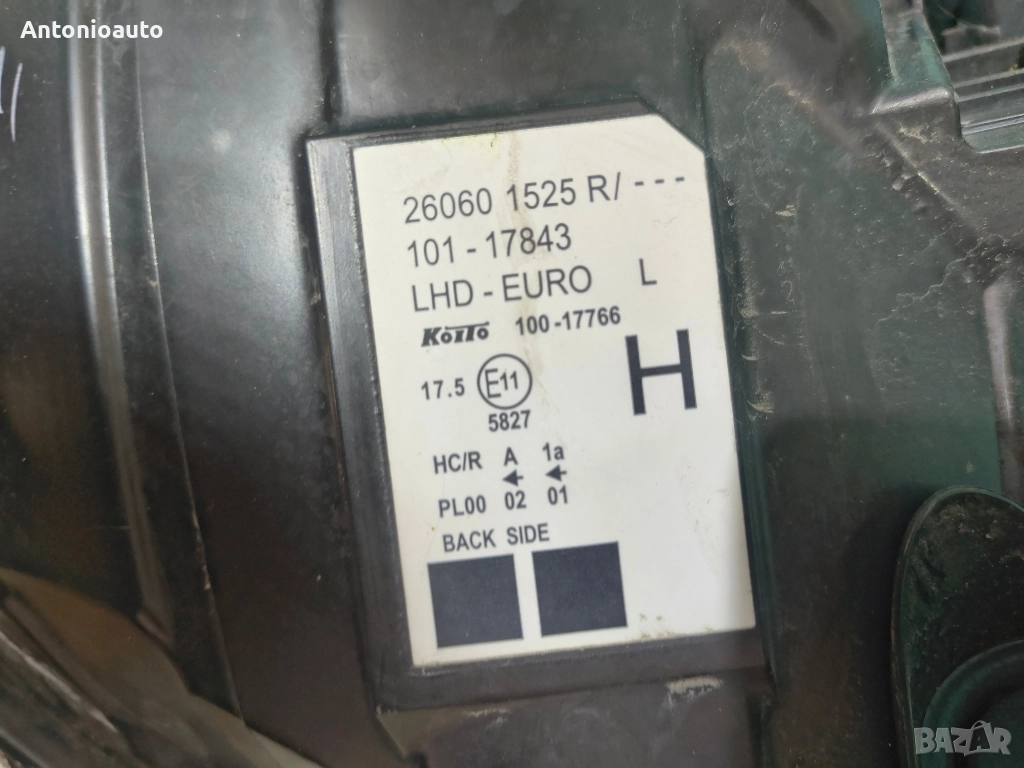 Antonioauto
26060 1525 R/ ---
101 - 17843
LHD - EURO L
KOITO 100-17766
H
17.5 E11
5827
HC/R A 1a
PL00 02 01
BACK SIDE
BAZAR